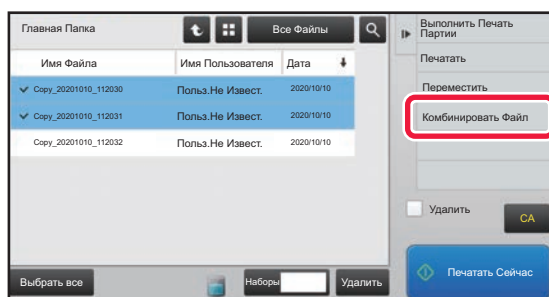 Главная Папка
Все Файлы
Имя Файла
Имя Пользователя
Дата
Copy_20201010_112030
Польз.Не Извест.
2020/10/10
Copy_20201010_112031
Польз.Не Извест.
2020/10/10
Copy_20201010_112032
Польз.Не Извест.
2020/10/10
Выбрать все
Наборы
Удалить
Выполнить Печать
Партии
Печатать
Переместить
Комбинировать Файл
Удалить
CA
Печатать Сейчас